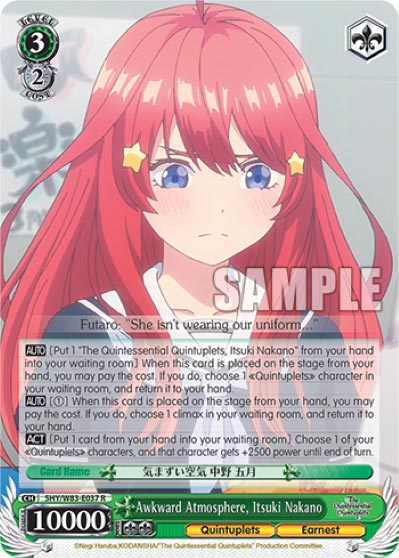 LEVEL
3
2
COST
SAMPLE
Futaro: "She isn't wearing our uniform..."
AUTO [Put 1 "The Quintessential Quintuplets, Itsuki Nakano" from your hand
into your waiting room] When this card is placed on the stage from your
hand, you may pay the cost. If you do, choose 1 «Quintuplets» character in
your waiting room, and return it to your hand.
AUTO [①] When this card is placed on the stage from your hand, you may
pay the cost. If you do, choose 1 climax in your waiting room, and return it
to your hand.
ACT [Put 1 card from your hand into your waiting room] Choose 1 of your
«Quintuplets» characters, and that character gets +2500 power until end of turn.
Card Name
気まずい空気 中野 五月
CH
5HY/W83-E037 R
Awkward Atmosphere, Itsuki Nakano
The
Quintessential
Quintuplets
10000
Quintuplets
Earnest
©Negi Haruba,KODANSHA/"The Quintessential Quintuplets" Production Committee